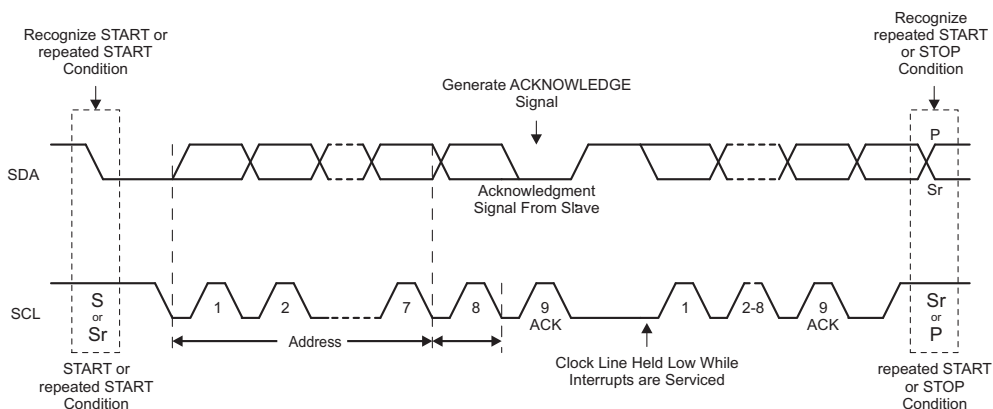 Recognize START or
repeated START
Condition
Recognize
repeated START
or STOP
Condition
Generate ACKNOWLEDGE
Signal
SDA
P
Sr
Acknowledgment
Signal From Slave
SCL
S
or
Sr
1
2
7
8
9
ACK
1
2-8
9
ACK
Sr
or
P
Address
START or
repeated START
Condition
Clock Line Held Low While
Interrupts are Serviced
repeated START
or STOP
Condition